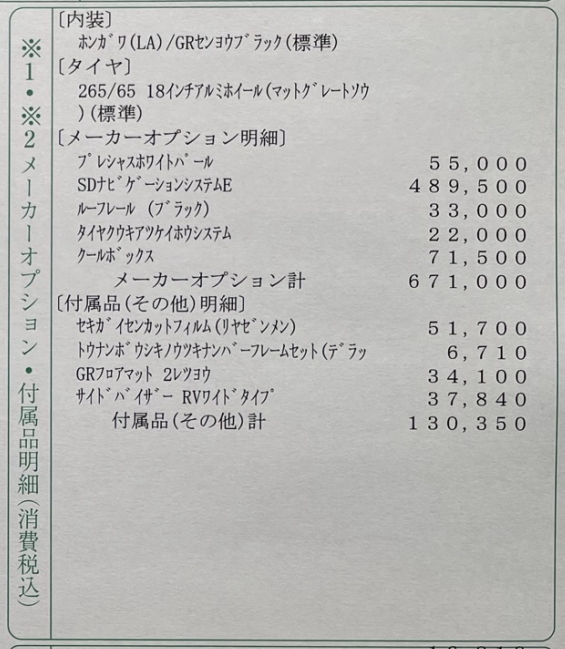 〔内装〕
ﾎﾝｶﾞﾜ(LA)/GRｾﾝﾖｳﾌﾞﾗｯｸ(標準)
〔タイヤ〕
265/65 18ｲﾝﾁｱﾙﾐﾎｲｰﾙ(ﾏｯﾄｸﾞﾚｰﾄｿｳ
)(標準)
〔メーカーオプション明細〕
ﾌﾟﾚｼｬｽﾎﾜｲﾄﾊﾟｰﾙ 55,000
SDﾅﾋﾞｹﾞｰｼｮﾝｼｽﾃﾑE 489,500
ﾙｰﾌﾚｰﾙ (ﾌﾞﾗｯｸ) 33,000
ﾀｲﾔｸｳｷｱﾂｹｲﾎｳｼｽﾃﾑ 22,000
ｸｰﾙﾎﾞｯｸｽ 71,500
メーカーオプション計 671,000
〔付属品(その他)明細〕
ｾｷｶﾞｲｾﾝｶｯﾄﾌｨﾙﾑ(ﾘﾔｾﾞﾝﾒﾝ) 51,700
ﾄｳﾅﾝﾎﾞｳｼｷﾉｳﾂｷﾅﾝﾊﾞｰﾌﾚｰﾑｾｯﾄ(ﾃﾞﾗｯ 6,710
GRﾌﾛｱﾏｯﾄ 2ﾚﾂﾖｳ 34,100
ｻｲﾄﾞﾊﾞｲｻﾞｰ RVﾜｲﾄﾞﾀｲﾌﾟ 37,840
付属品(その他)計 130,350
※1・※2メーカーオプション・付属品明細(消費税込)